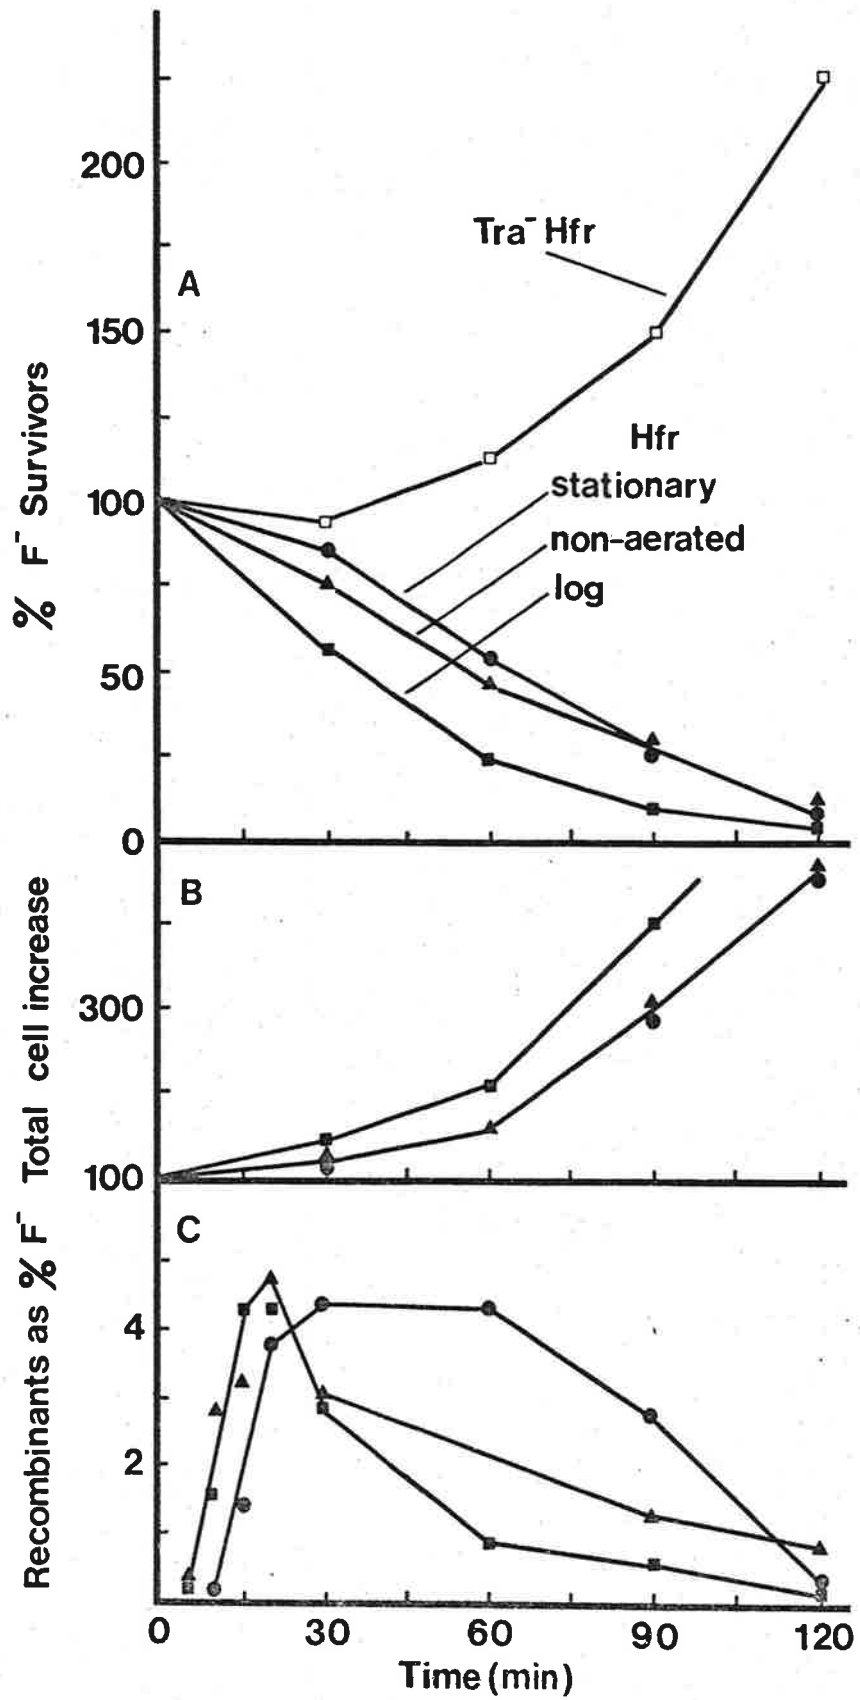 A
% F⁻ Survivors
200
150
100
50
0
Tra⁻ Hfr
Hfr
stationary
non-aerated
log
B
Total cell increase
300
100
C
Recombinants as % F⁻
4
2
0
30
60
90
120
Time (min)